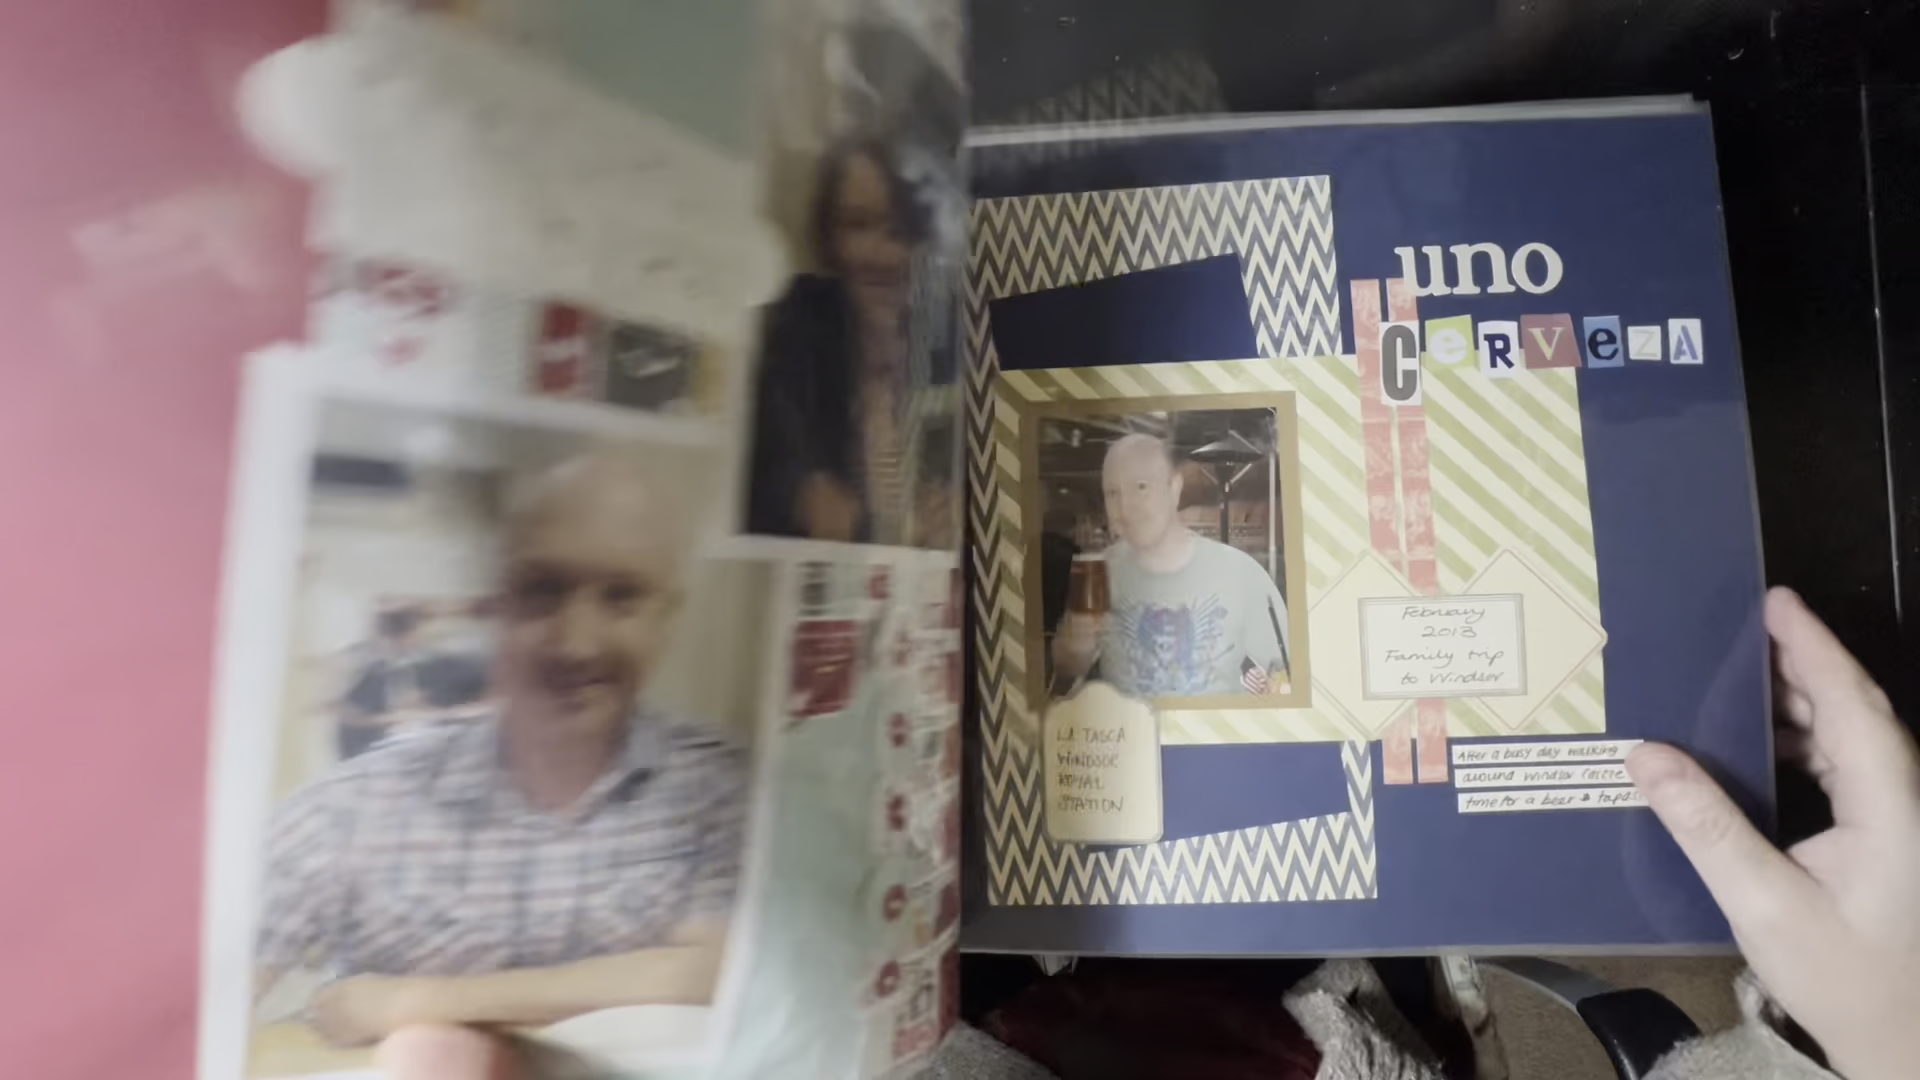 uno
CeRVeZA
February
2013
Family trip
to Windsor
LA TASCA
WINDSOR
ROYAL
STATION
After a busy day walking
around Windsor Castle
time for a beer & tapas